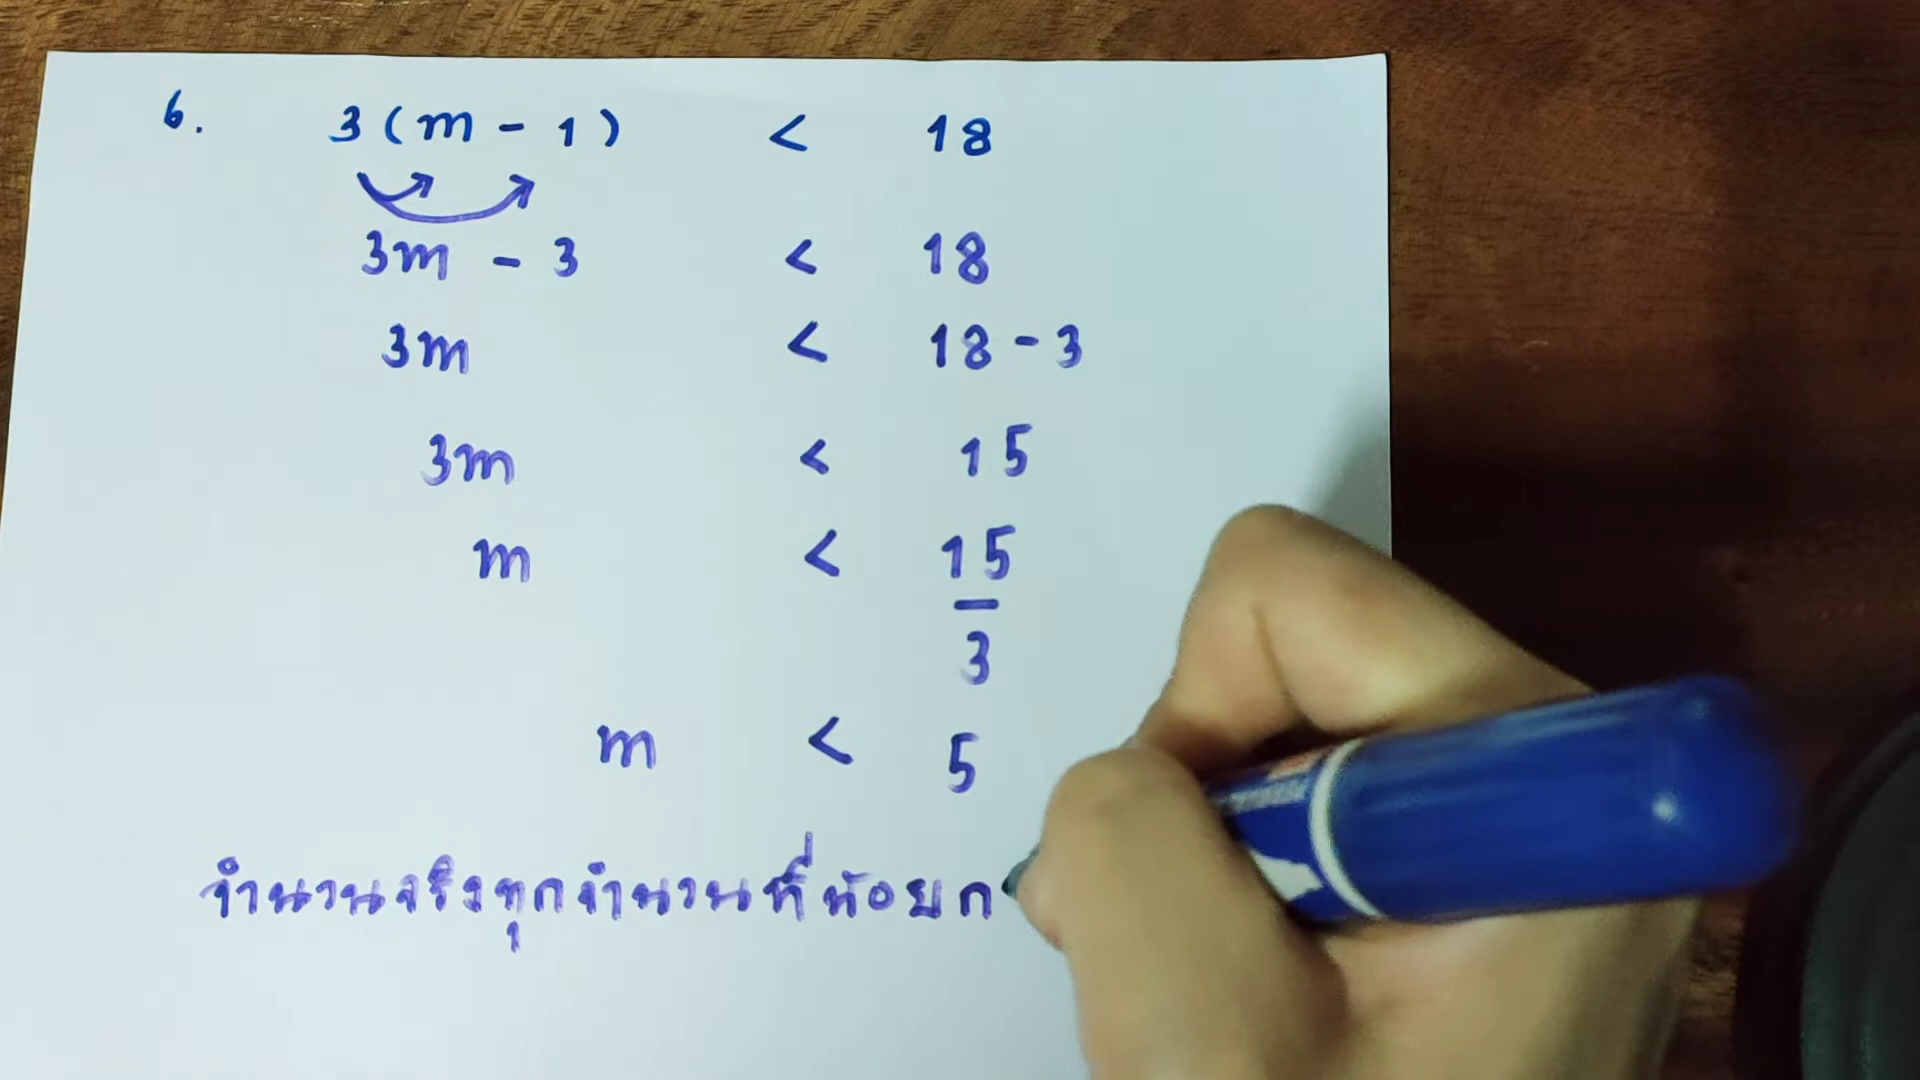 6. 3(m - 1) < 18
3m - 3 < 18
3m < 18 - 3
3m < 15
m < 15
3
m < 5
จำนวนจริงทุกจำนวนที่น้อยก